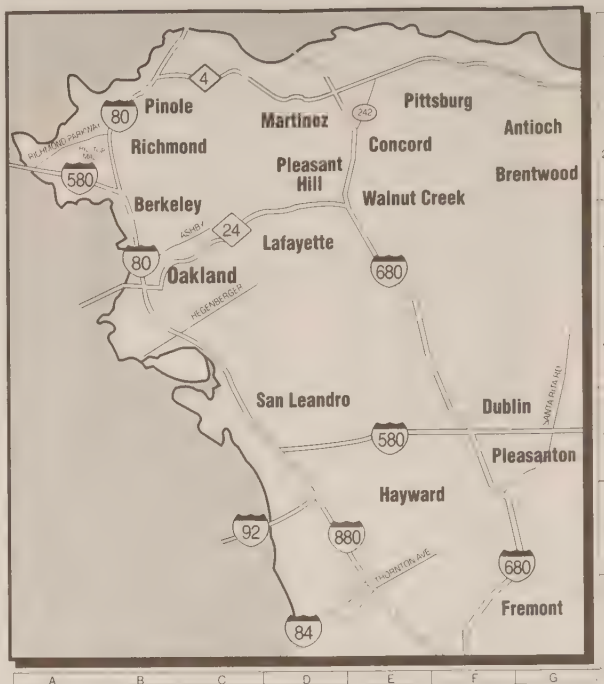 4
Pinole
80
RICHMOND PARKWAY
Richmond
580
Martinez
242
Pittsburg
Antioch
Concord
Pleasant
Hill
Brentwood
Berkeley
Walnut Creek
ASHBY
24
Lafayette
80
Oakland
680
HEGENBERGER
San Leandro
Dublin
SANTA RITA RD
580
Pleasanton
Hayward
92
880
THORNTON AVE
680
84
Fremont
A B C D E F G